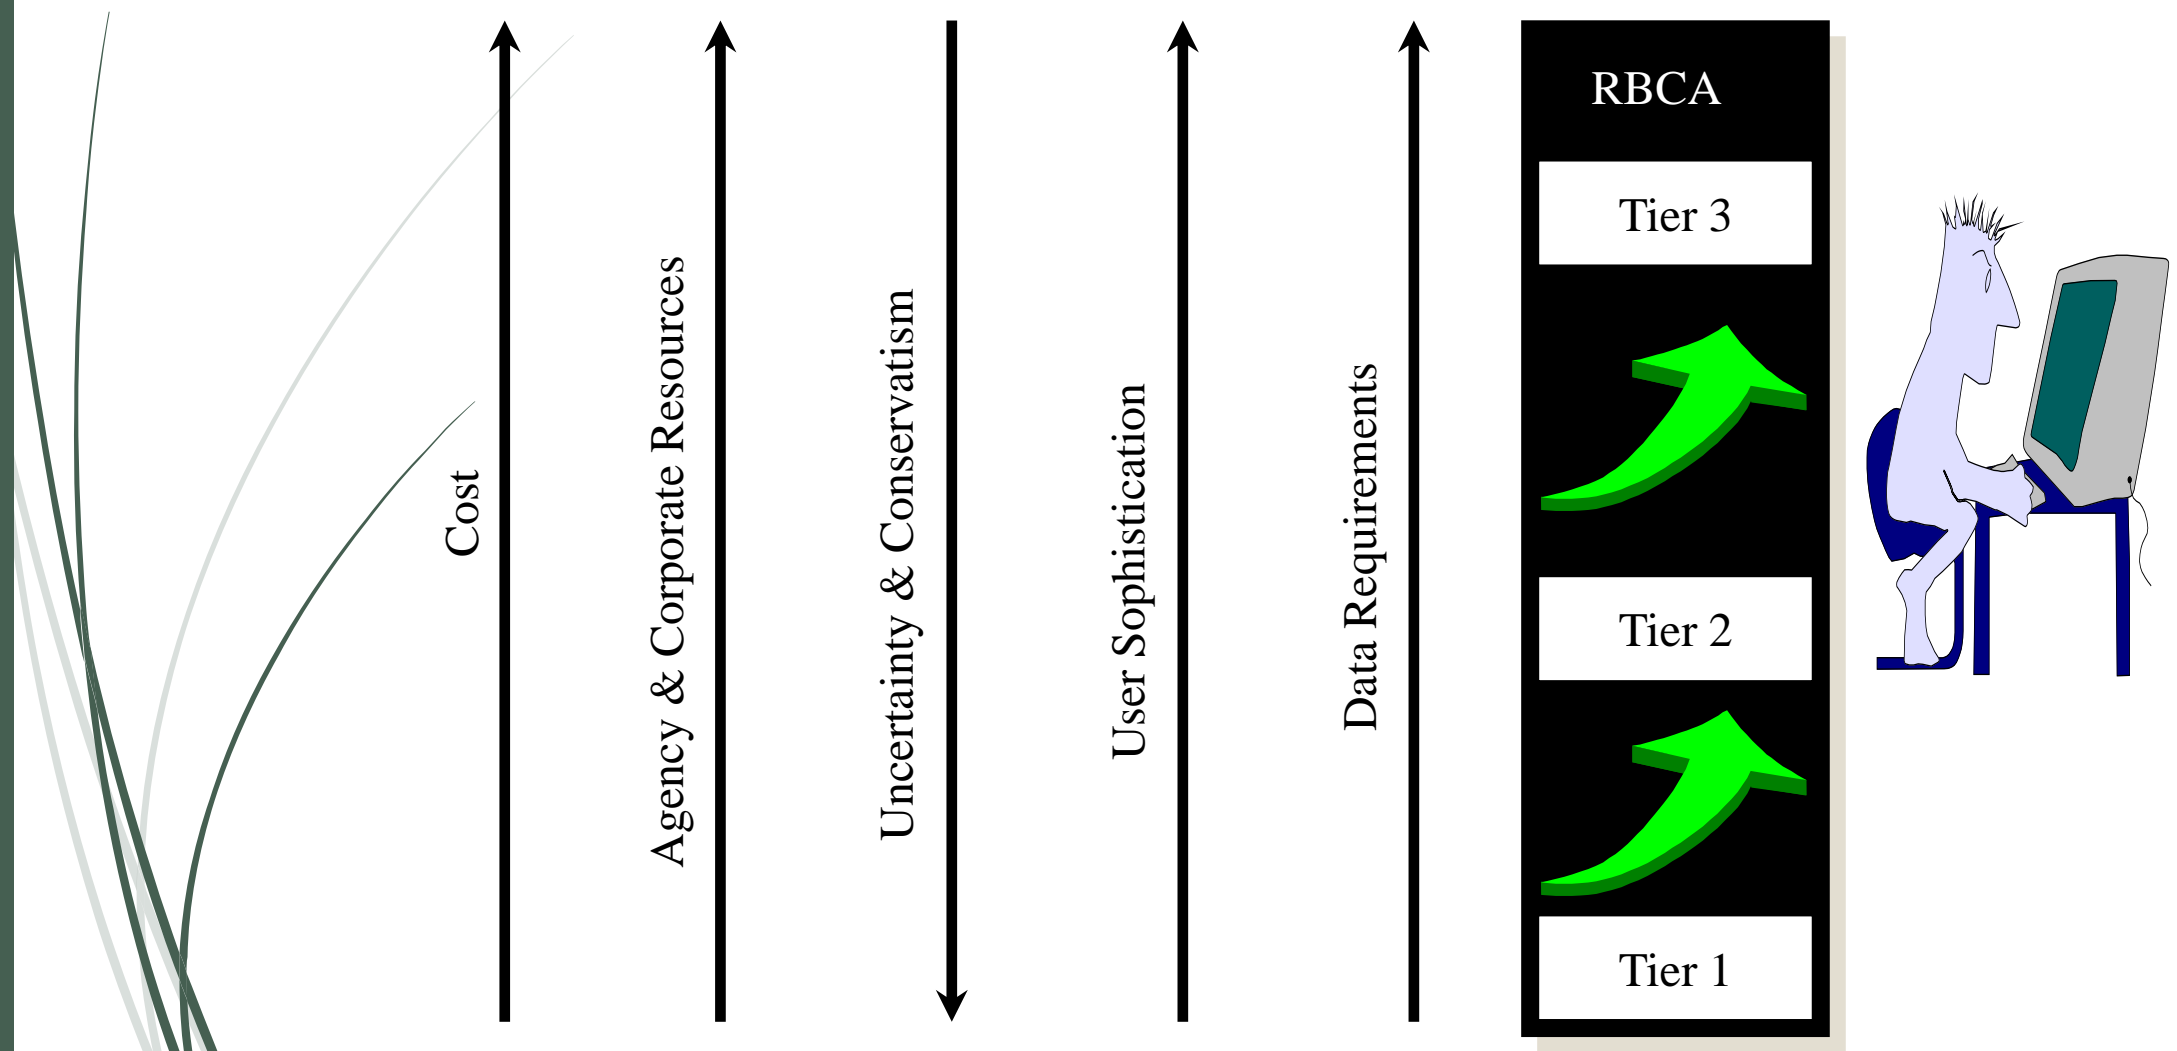 Cost
Agency & Corporate Resources
Uncertainty & Conservatism
User Sophistication
Data Requirements
RBCA
Tier 3
Tier 2
Tier 1